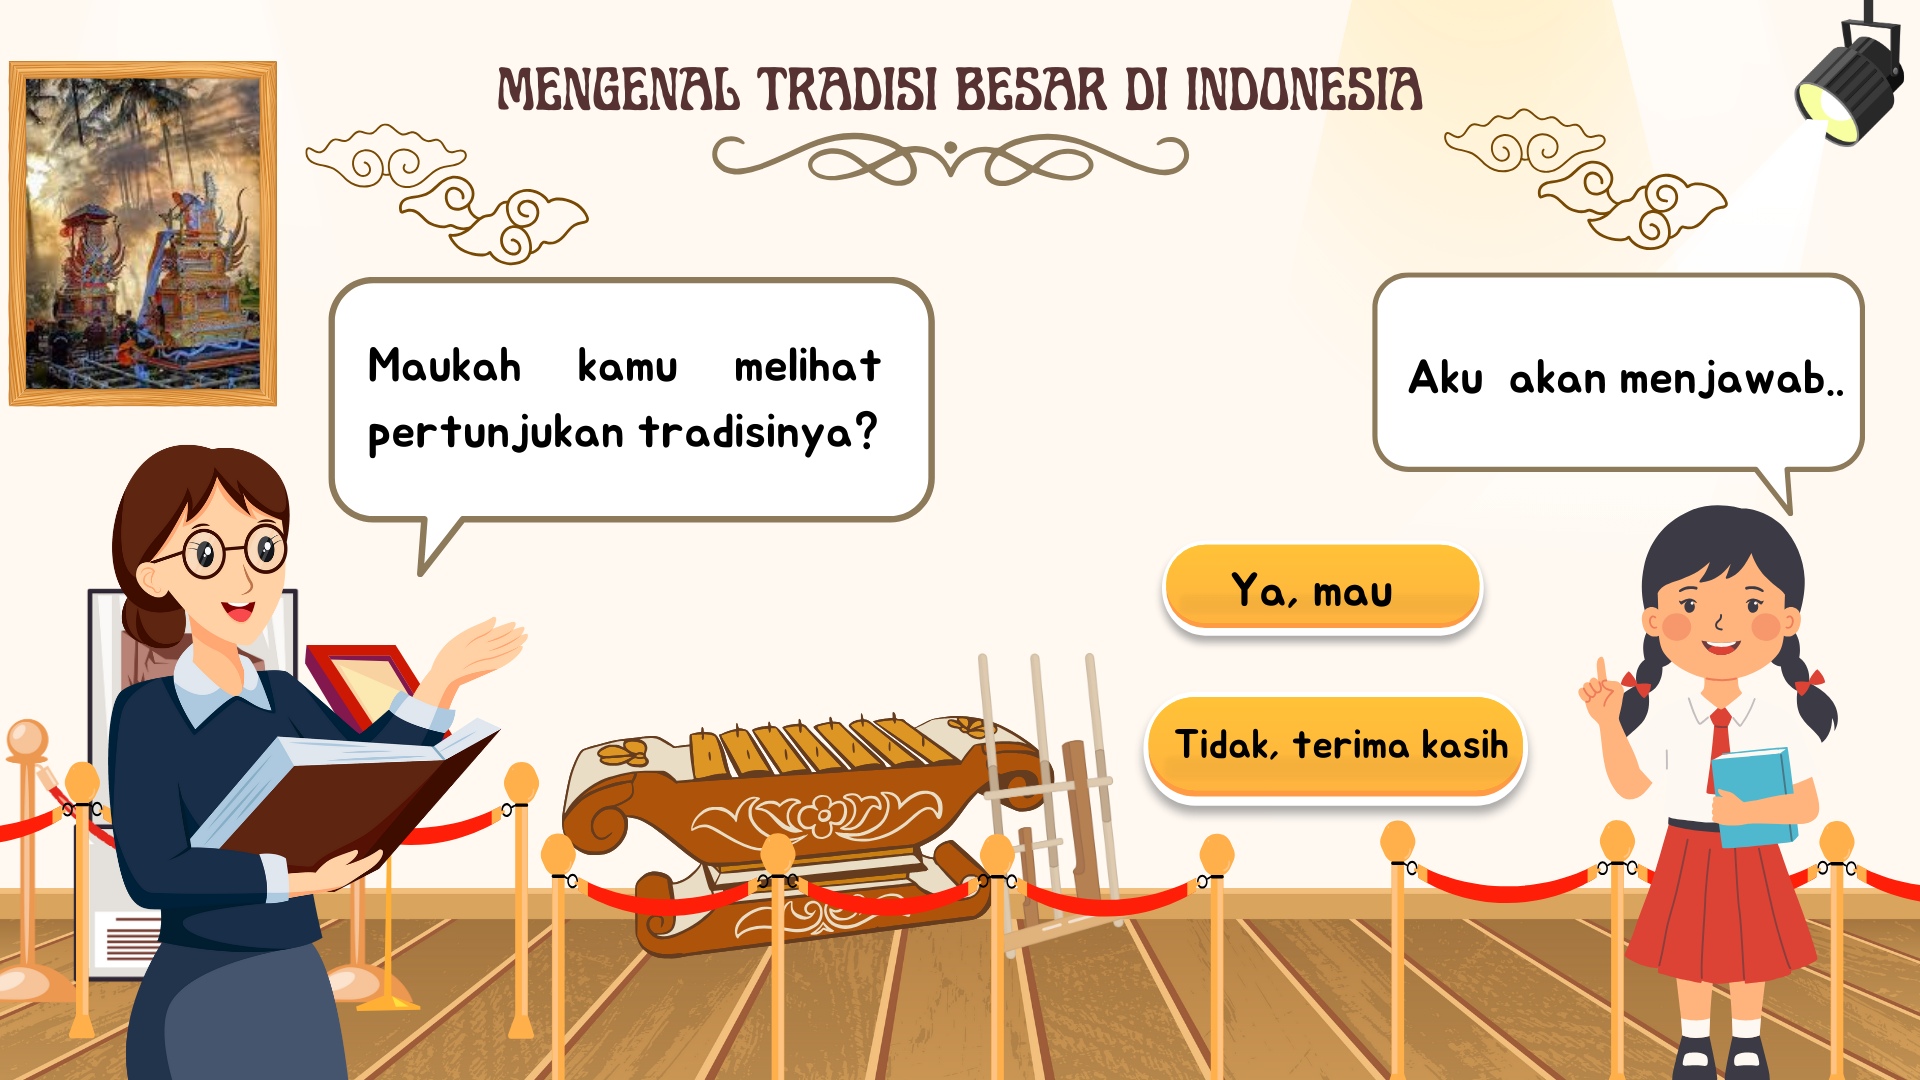 MENGENAL TRADISI BESAR DI INDONESIA
Maukah kamu melihat
pertunjukan tradisinya?
Aku akan menjawab..
Ya, mau
Tidak, terima kasih